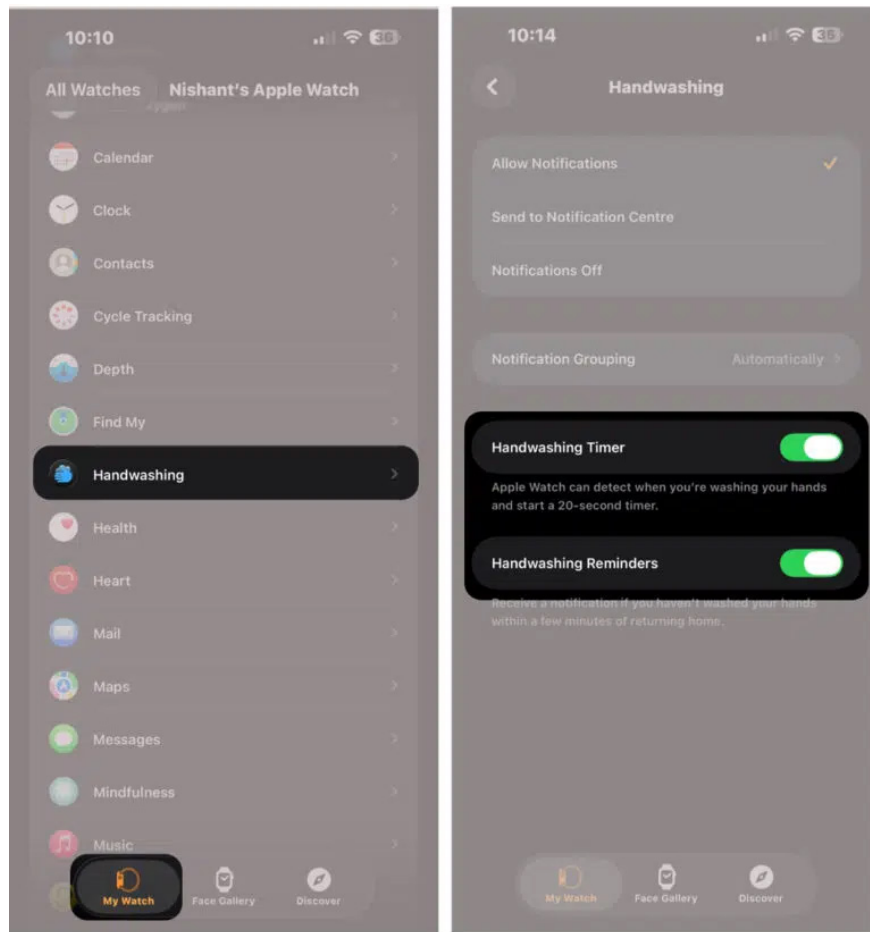 10:10
36
All Watches
Nishant's Apple Watch
Calendar
Clock
Contacts
Cycle Tracking
Depth
Find My
Handwashing
Health
Heart
Mail
Maps
Messages
Mindfulness
Music
My Watch
Face Gallery
Discover
10:14
35
Handwashing
Allow Notifications
Send to Notification Centre
Notifications Off
Notification Grouping
Automatically
Handwashing Timer
Apple Watch can detect when you're washing your hands
and start a 20-second timer.
Handwashing Reminders
Receive a notification if you haven't washed your hands
within a few minutes of returning home.
My Watch
Face Gallery
Discover